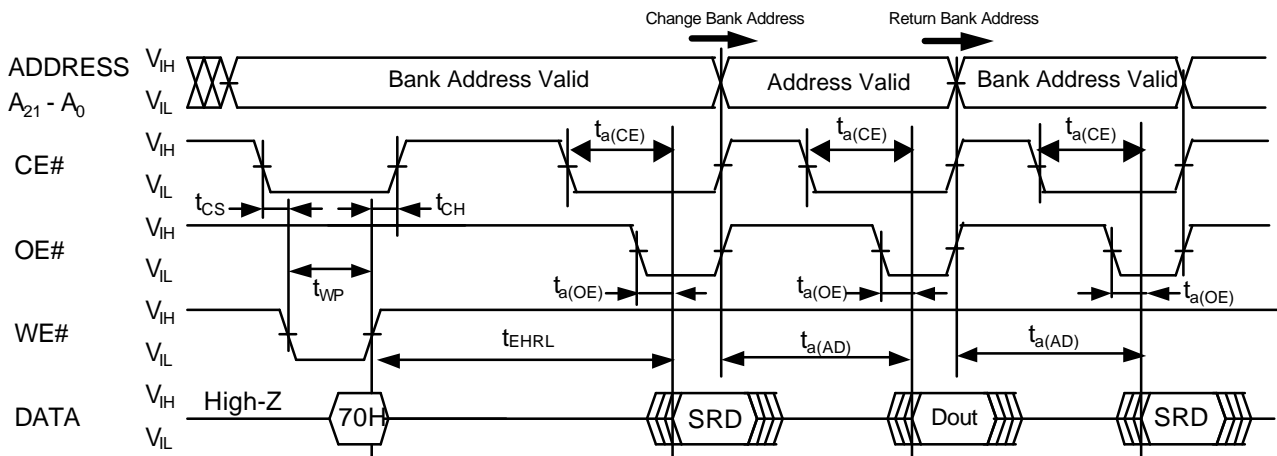 Change Bank Address Return Bank Address
ADDRESS
A21 - A0
VIH
VIL
Bank Address Valid Address Valid Bank Address Valid
CE#
VIH
VIL
ta(CE) ta(CE) ta(CE)
tCS tCH
OE#
VIH
VIL
tWP
ta(OE) ta(OE) ta(OE)
WE#
VIH
VIL
tEHRL ta(AD) ta(AD)
DATA
VIH
VIL
High-Z 70H SRD Dout SRD